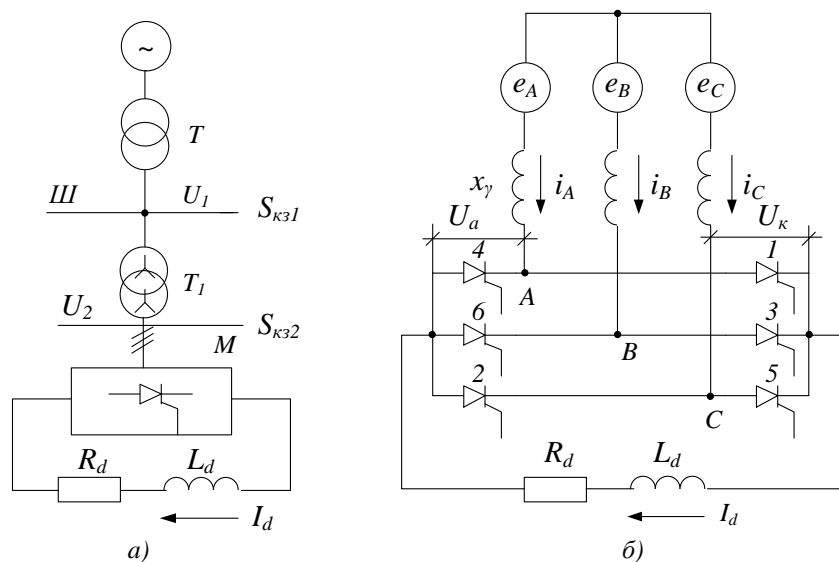 ~
T
Ш U1 Sкз1
T1
U2 Sкз2
M
Rd Ld
Id
а)
eA eB eC
xγ iA iB iC
Ua Uк
4 1
A
6 3
B
2 5
C
Rd Ld
Id
б)